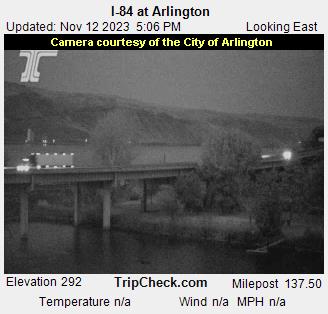 I-84 at Arlington
Updated: Nov 12 2023 5:06 PM Looking East
Camera courtesy of the City of Arlington
Elevation 292 TripCheck.com Milepost 137.50
Temperature n/a Wind n/a MPH n/a